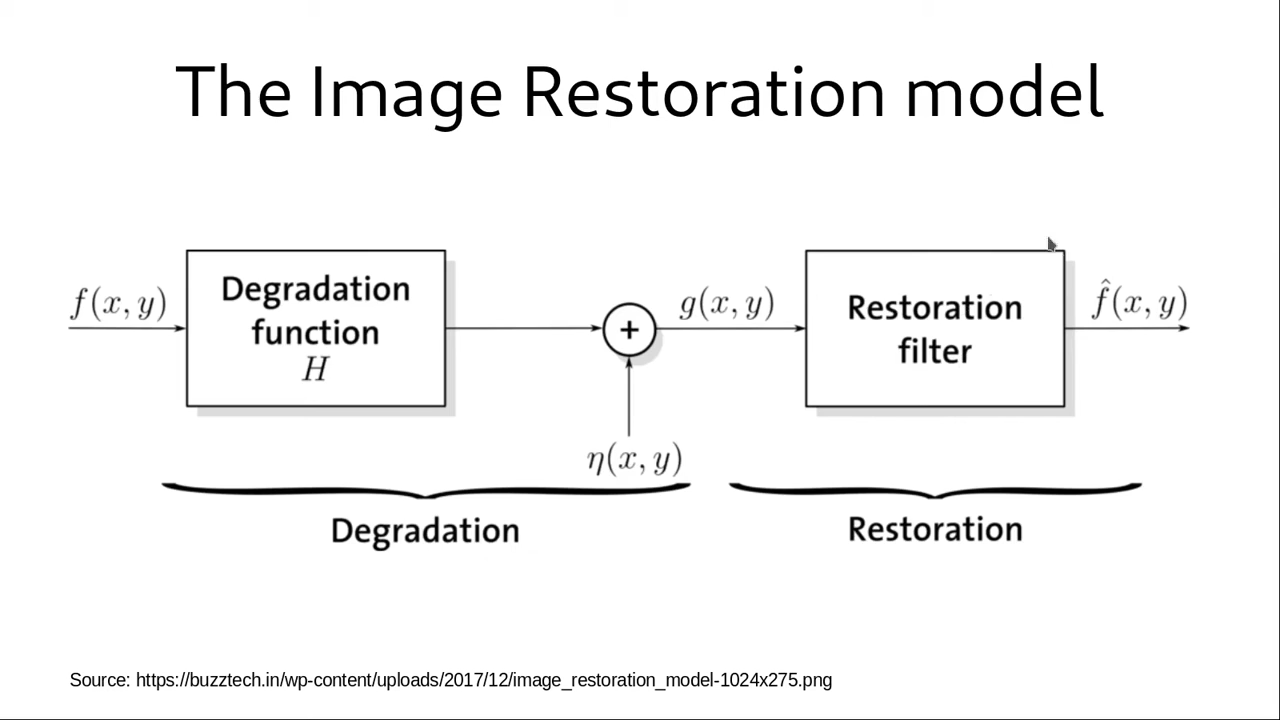 The Image Restoration model
f(x, y)
Degradation
function
H
+
η(x, y)
g(x, y)
Restoration
filter
f̂(x, y)
Degradation
Restoration
Source: https://buzztech.in/wp-content/uploads/2017/12/image_restoration_model-1024x275.png